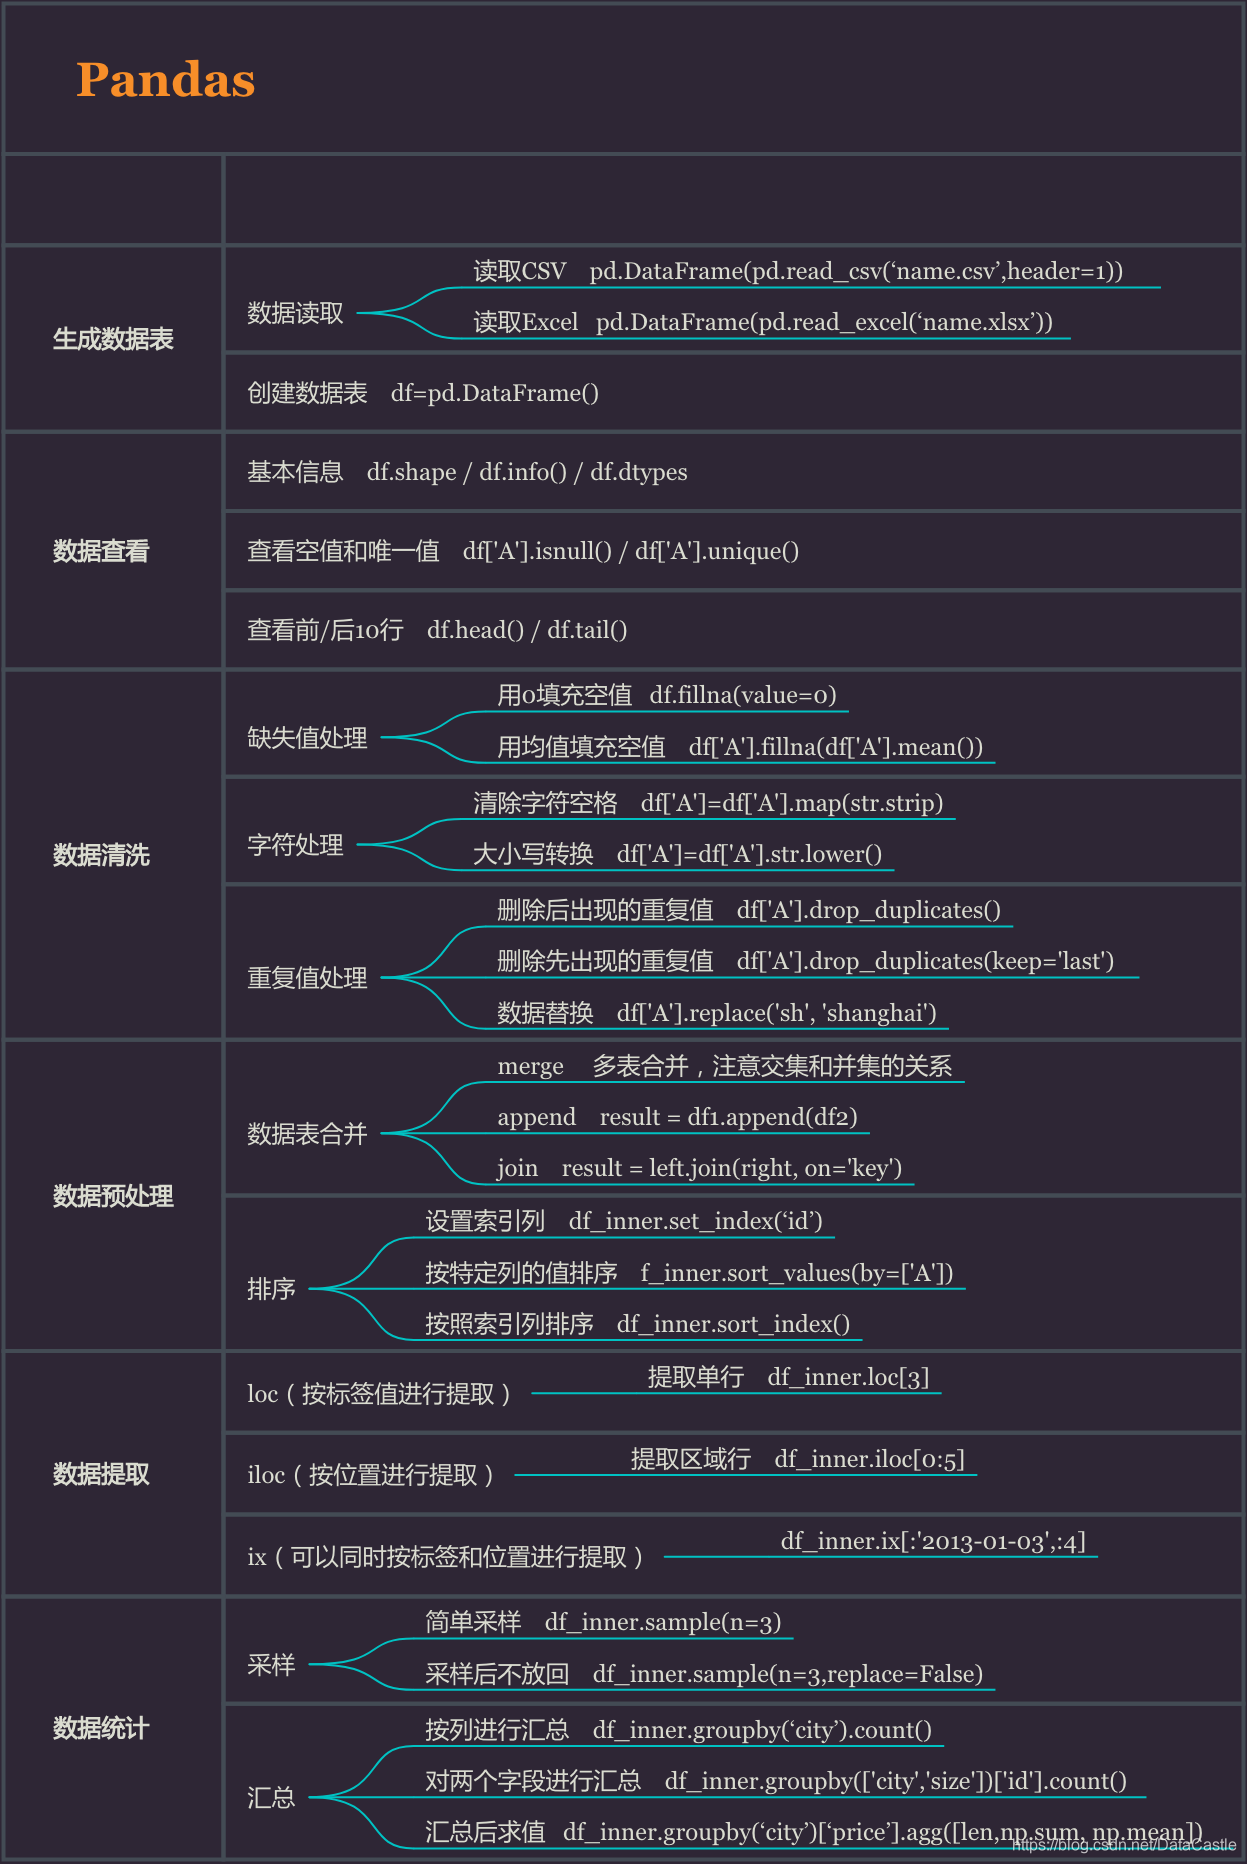 Pandas
生成数据表
数据读取
读取CSV pd.DataFrame(pd.read_csv(‘name.csv’,header=1))
读取Excel pd.DataFrame(pd.read_excel(‘name.xlsx’))
创建数据表 df=pd.DataFrame()
数据查看
基本信息 df.shape / df.info() / df.dtypes
查看空值和唯一值 df['A'].isnull() / df['A'].unique()
查看前/后10行 df.head() / df.tail()
数据清洗
缺失值处理
用0填充空值 df.fillna(value=0)
用均值填充空值 df['A'].fillna(df['A'].mean())
字符处理
清除字符空格 df['A']=df['A'].map(str.strip)
大小写转换 df['A']=df['A'].str.lower()
重复值处理
删除后出现的重复值 df['A'].drop_duplicates()
删除先出现的重复值 df['A'].drop_duplicates(keep='last')
数据替换 df['A'].replace('sh', 'shanghai')
数据预处理
数据表合并
merge 多表合并，注意交集和并集的关系
append result = df1.append(df2)
join result = left.join(right, on='key')
排序
设置索引列 df_inner.set_index(‘id’)
按特定列的值排序 f_inner.sort_values(by=['A'])
按照索引列排序 df_inner.sort_index()
数据提取
loc（按标签值进行提取） 提取单行 df_inner.loc[3]
iloc（按位置进行提取） 提取区域行 df_inner.iloc[0:5]
ix（可以同时按标签和位置进行提取） df_inner.ix[:'2013-01-03',:4]
数据统计
采样
简单采样 df_inner.sample(n=3)
采样后不放回 df_inner.sample(n=3,replace=False)
汇总
按列进行汇总 df_inner.groupby(‘city’).count()
对两个字段进行汇总 df_inner.groupby(['city','size'])['id'].count()
汇总后求值 df_inner.groupby(‘city’)[‘price’].agg([len,np.sum, np.mean])
https://blog.csdn.net/DataCastle